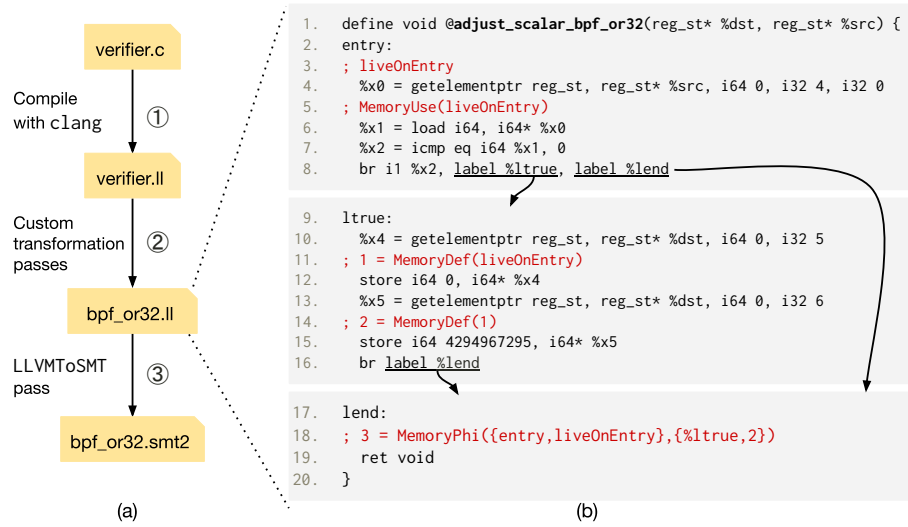 verifier.c
Compile
with clang
①
verifier.ll
Custom
transformation
passes
②
bpf_or32.ll
LLVMToSMT
pass
③
bpf_or32.smt2
(a)
1. define void @adjust_scalar_bpf_or32(reg_st* %dst, reg_st* %src) {
2. entry:
3. ; liveOnEntry
4. %x0 = getelementptr reg_st, reg_st* %src, i64 0, i32 4, i32 0
5. ; MemoryUse(liveOnEntry)
6. %x1 = load i64, i64* %x0
7. %x2 = icmp eq i64 %x1, 0
8. br i1 %x2, label %ltrue, label %lend
9. ltrue:
10. %x4 = getelementptr reg_st, reg_st* %dst, i64 0, i32 5
11. ; 1 = MemoryDef(liveOnEntry)
12. store i64 0, i64* %x4
13. %x5 = getelementptr reg_st, reg_st* %dst, i64 0, i32 6
14. ; 2 = MemoryDef(1)
15. store i64 4294967295, i64* %x5
16. br label %lend
17. lend:
18. ; 3 = MemoryPhi({entry,liveOnEntry},{%ltrue,2})
19. ret void
20. }
(b)